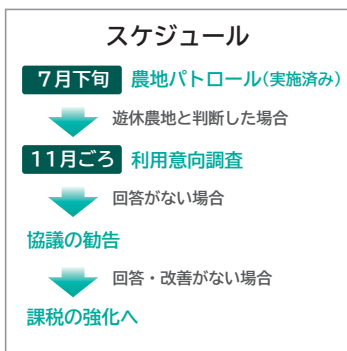 スケジュール
7月下旬 農地パトロール(実施済み)
遊休農地と判断した場合
11月ごろ 利用意向調査
回答がない場合
協議の勧告
回答・改善がない場合
課税の強化へ